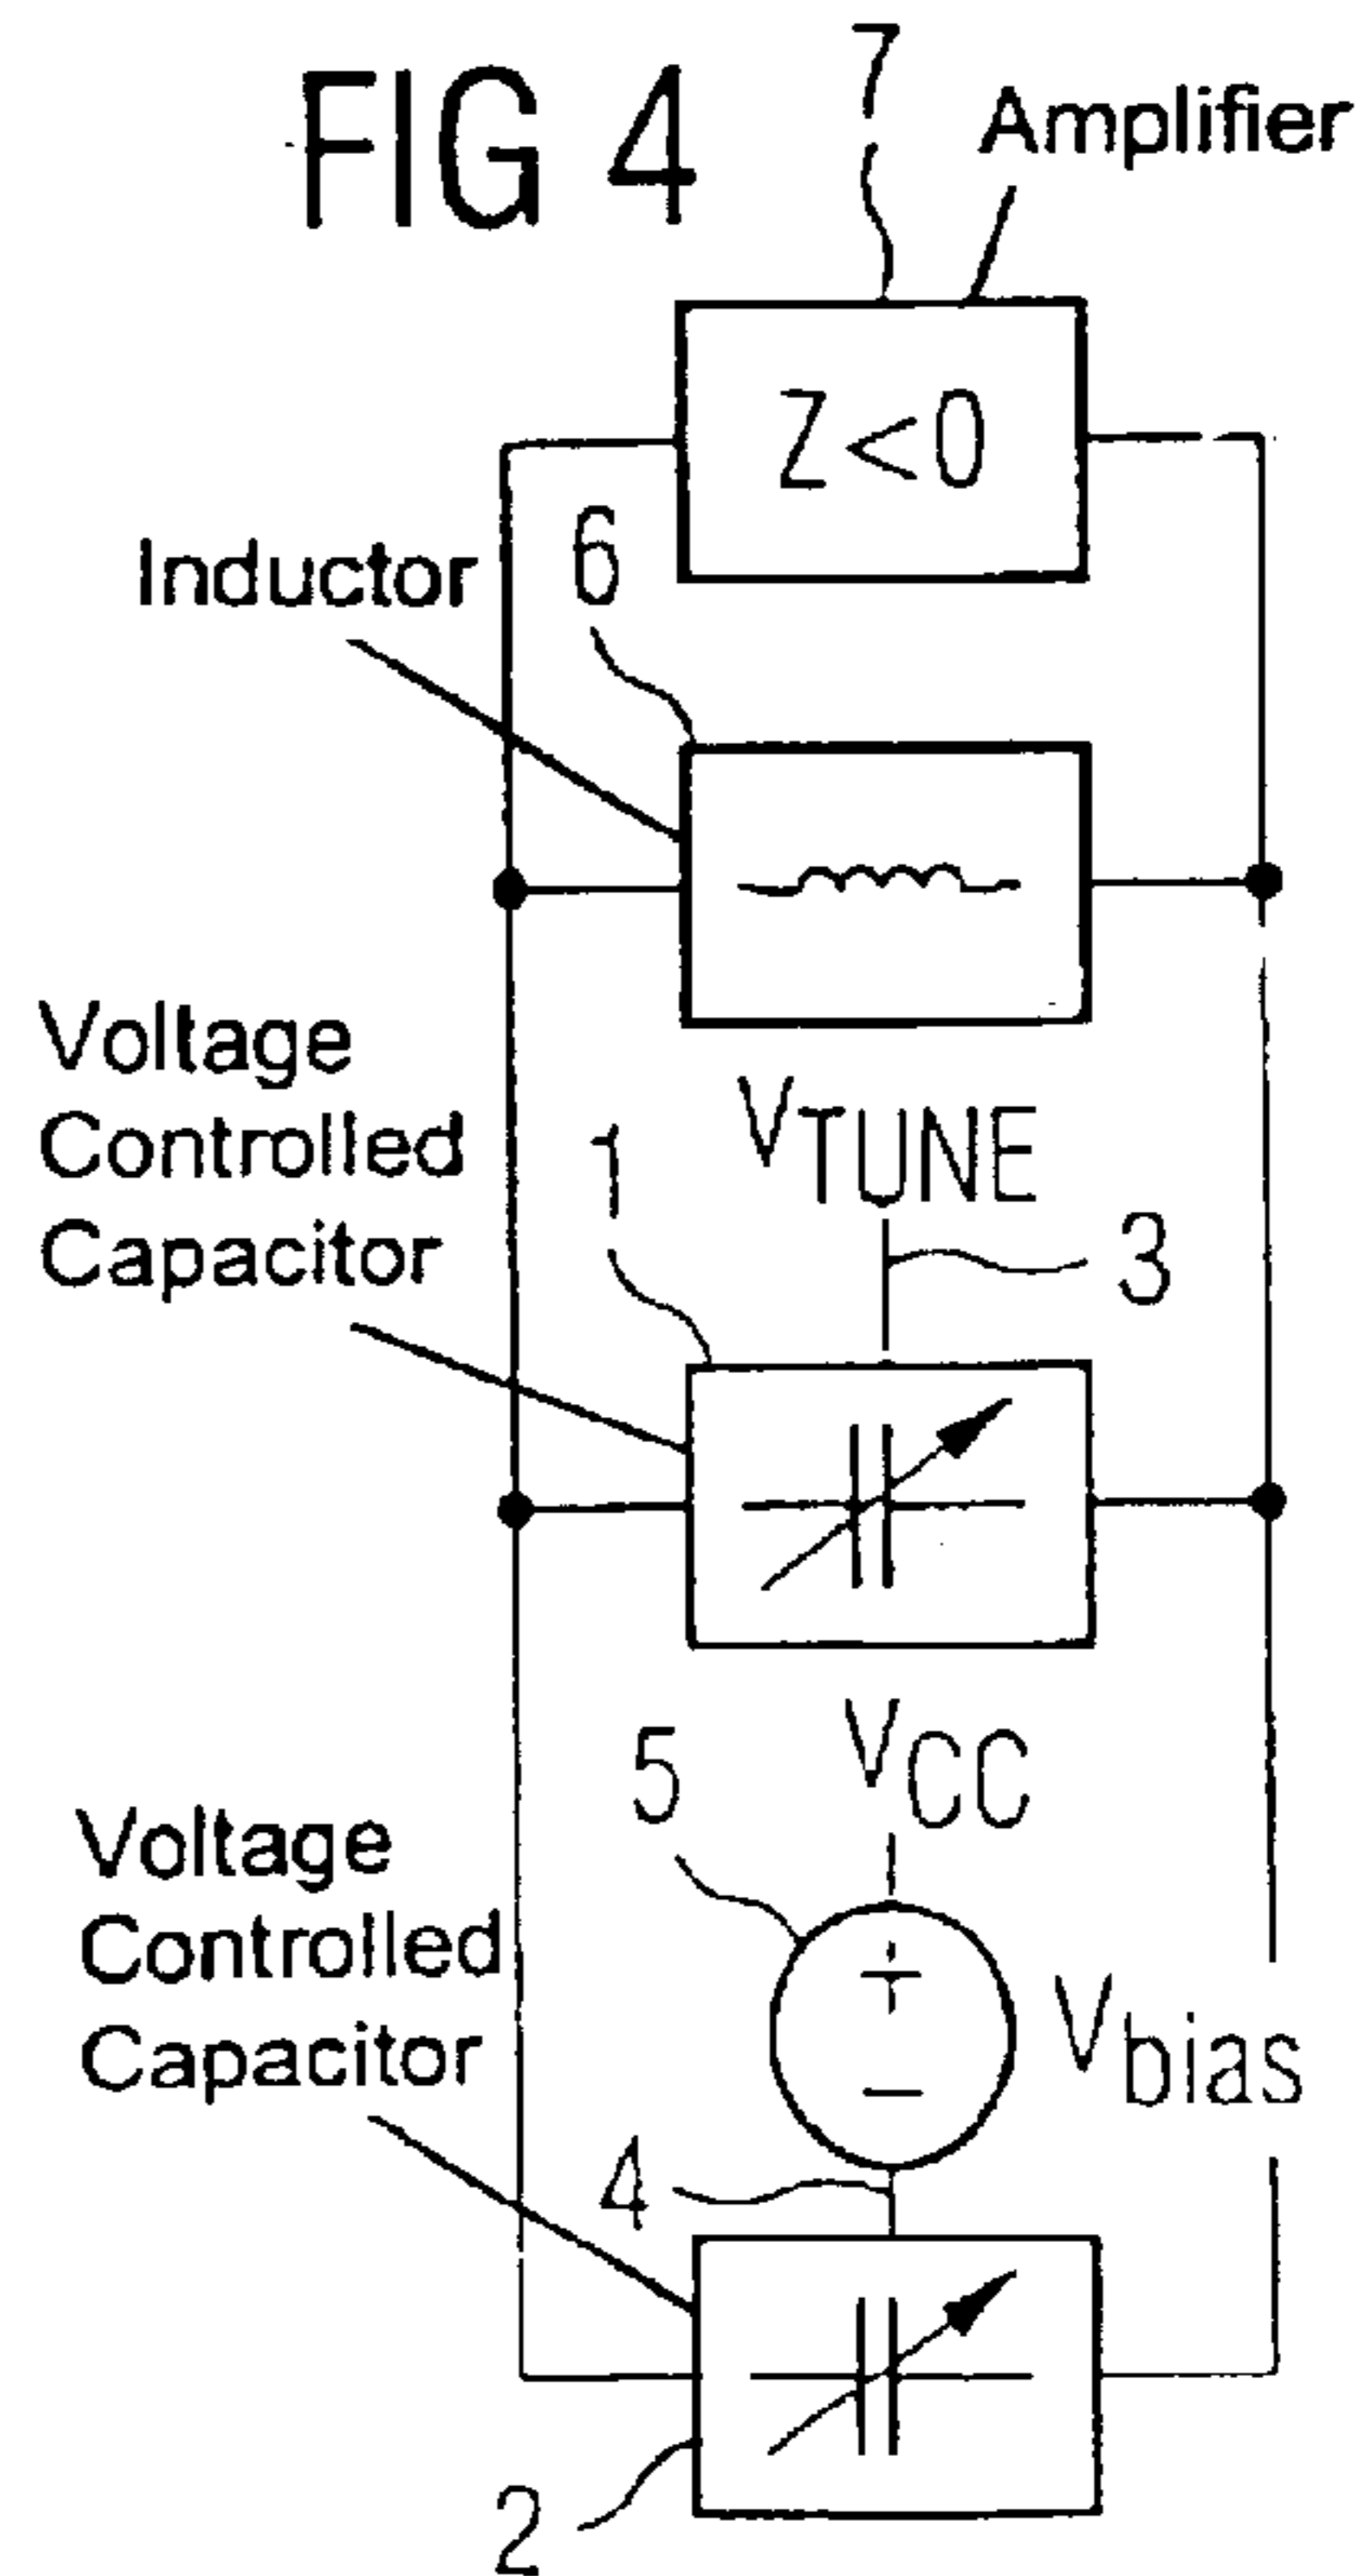 FIG 4
7
Amplifier
Z<0
Inductor
6
Voltage
Controlled
Capacitor
1
VTUNE
3
VCC
5
+
Voltage
Controlled
Capacitor
Vbias
−
4
2